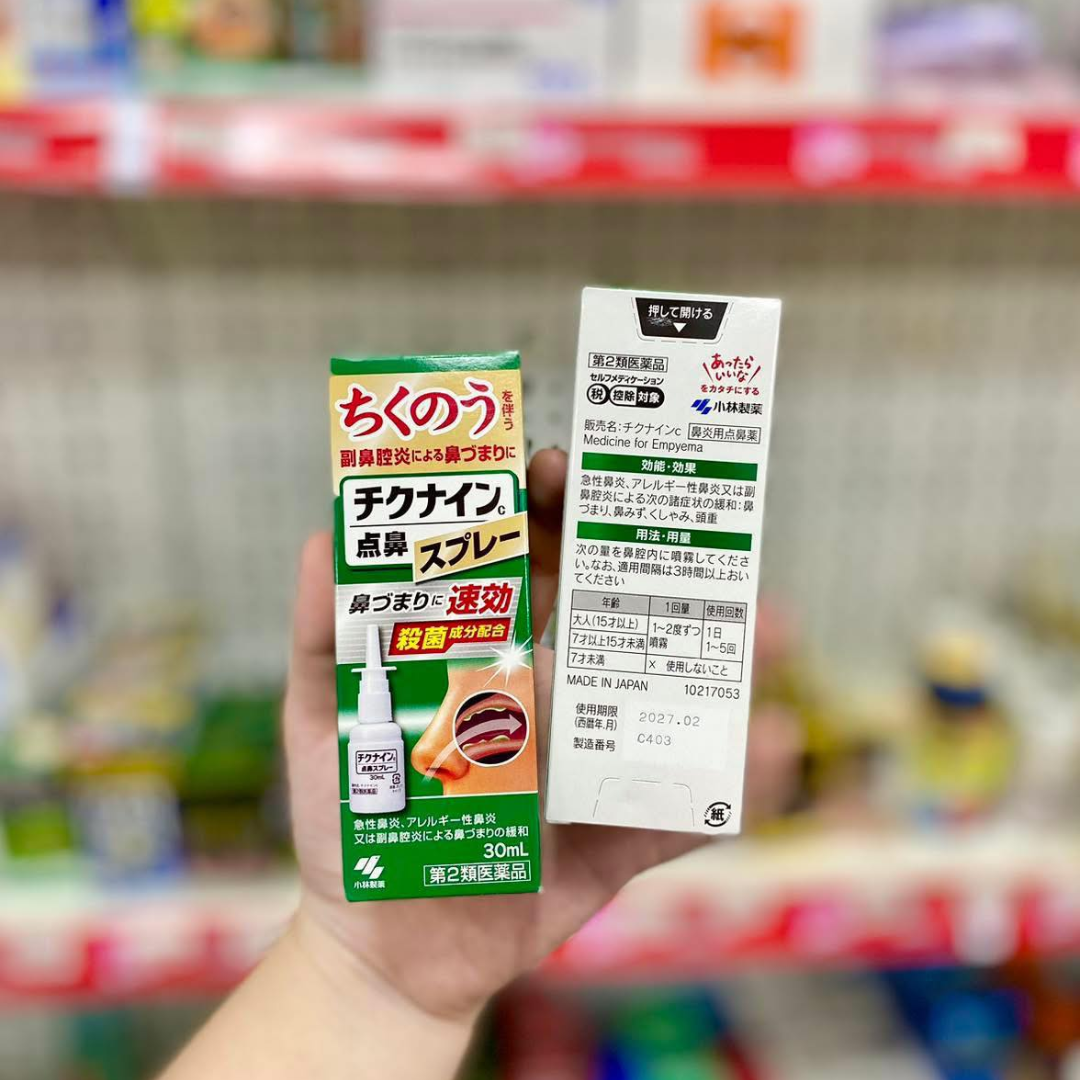 ちくのう
を伴う
副鼻腔炎による鼻づまりに
チクナインc
点鼻
スプレー
鼻づまりに速効
殺菌成分配合
チクナインc
点鼻スプレー
30mL
急性鼻炎、アレルギー性鼻炎
又は副鼻腔炎による鼻づまりの緩和
30mL
小林製薬
第2類医薬品
押して開ける
第2類医薬品
セルフメディケーション
税 控除 対象
あったら
いいな
をカタチにする
小林製薬
販売名:チクナインc 鼻炎用点鼻薬
Medicine for Empyema
効能・効果
急性鼻炎、アレルギー性鼻炎又は副
鼻腔炎による次の諸症状の緩和:鼻
づまり、鼻みず、くしゃみ、頭重
用法・用量
次の量を鼻腔内に噴霧してくださ
い。なお、適用間隔は3時間以上おい
てください
年齢 1回量 使用回数
大人(15才以上) 1~2度ずつ 1日
7才以上15才未満 噴霧 1~5回
7才未満 × 使用しないこと
MADE IN JAPAN 10217053
使用期限
(西暦年.月) 2027.02
製造番号 C403
紙